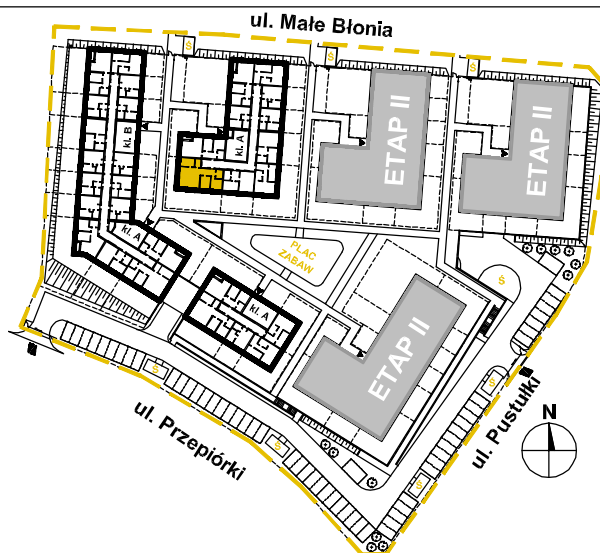 ul. Małe Błonia
Ś
Ś
Ś
kl. B
kl. A
ETAP II
ETAP II
kl. A
PLAC
ZABAW
Ś
kl. A
ETAP II
Ś
Ś
ul. Pustułki
ul. Przepiórki
N
Ś
Ś